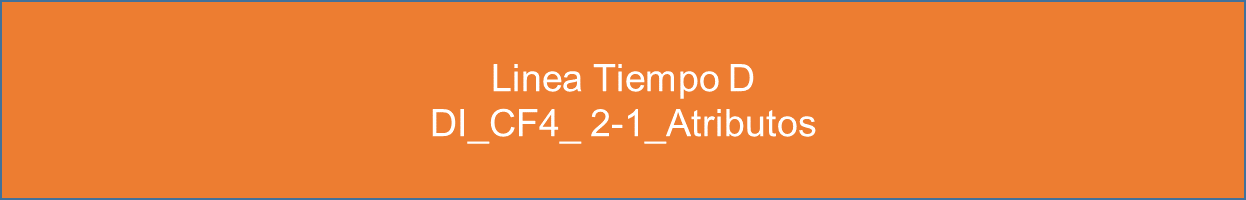 Linea Tiempo D
DI_CF4_ 2-1_Atributos